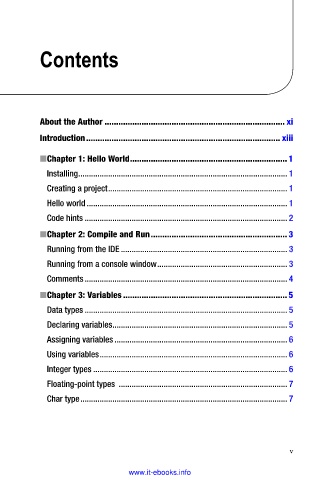 Contents
About the Author ............................................................................. xi
Introduction ................................................................................... xiii
■Chapter 1: Hello World ................................................................... 1
Installing ......................................................................................... 1
Creating a project ............................................................................ 1
Hello world ...................................................................................... 1
Code hints ....................................................................................... 2
■Chapter 2: Compile and Run .......................................................... 3
Running from the IDE ...................................................................... 3
Running from a console window ...................................................... 3
Comments ....................................................................................... 4
■Chapter 3: Variables ....................................................................... 5
Data types ....................................................................................... 5
Declaring variables .......................................................................... 5
Assigning variables ......................................................................... 6
Using variables ................................................................................ 6
Integer types ................................................................................... 6
Floating-point types ........................................................................ 7
Char type ......................................................................................... 7
v
www.it-ebooks.info